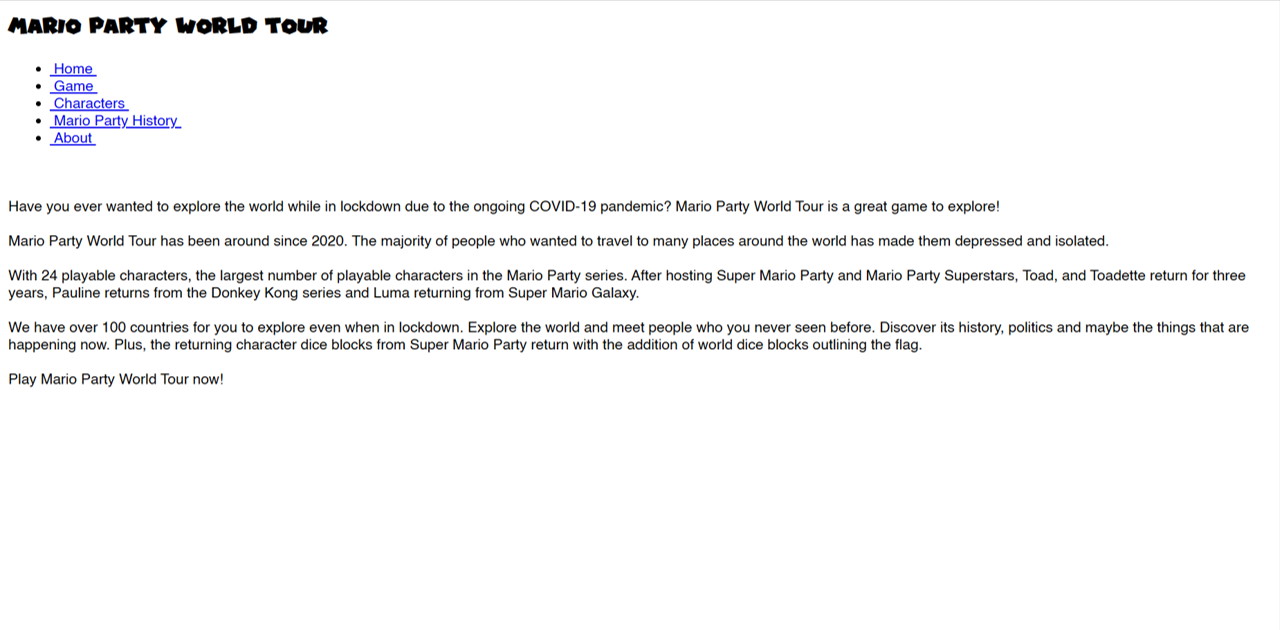 MARIO PARTY WORLD TOUR
Home
Game
Characters
Mario Party History
About
Have you ever wanted to explore the world while in lockdown due to the ongoing COVID-19 pandemic? Mario Party World Tour is a great game to explore!
Mario Party World Tour has been around since 2020. The majority of people who wanted to travel to many places around the world has made them depressed and isolated.
With 24 playable characters, the largest number of playable characters in the Mario Party series. After hosting Super Mario Party and Mario Party Superstars, Toad, and Toadette return for three
years, Pauline returns from the Donkey Kong series and Luma returning from Super Mario Galaxy.
We have over 100 countries for you to explore even when in lockdown. Explore the world and meet people who you never seen before. Discover its history, politics and maybe the things that are
happening now. Plus, the returning character dice blocks from Super Mario Party return with the addition of world dice blocks outlining the flag.
Play Mario Party World Tour now!